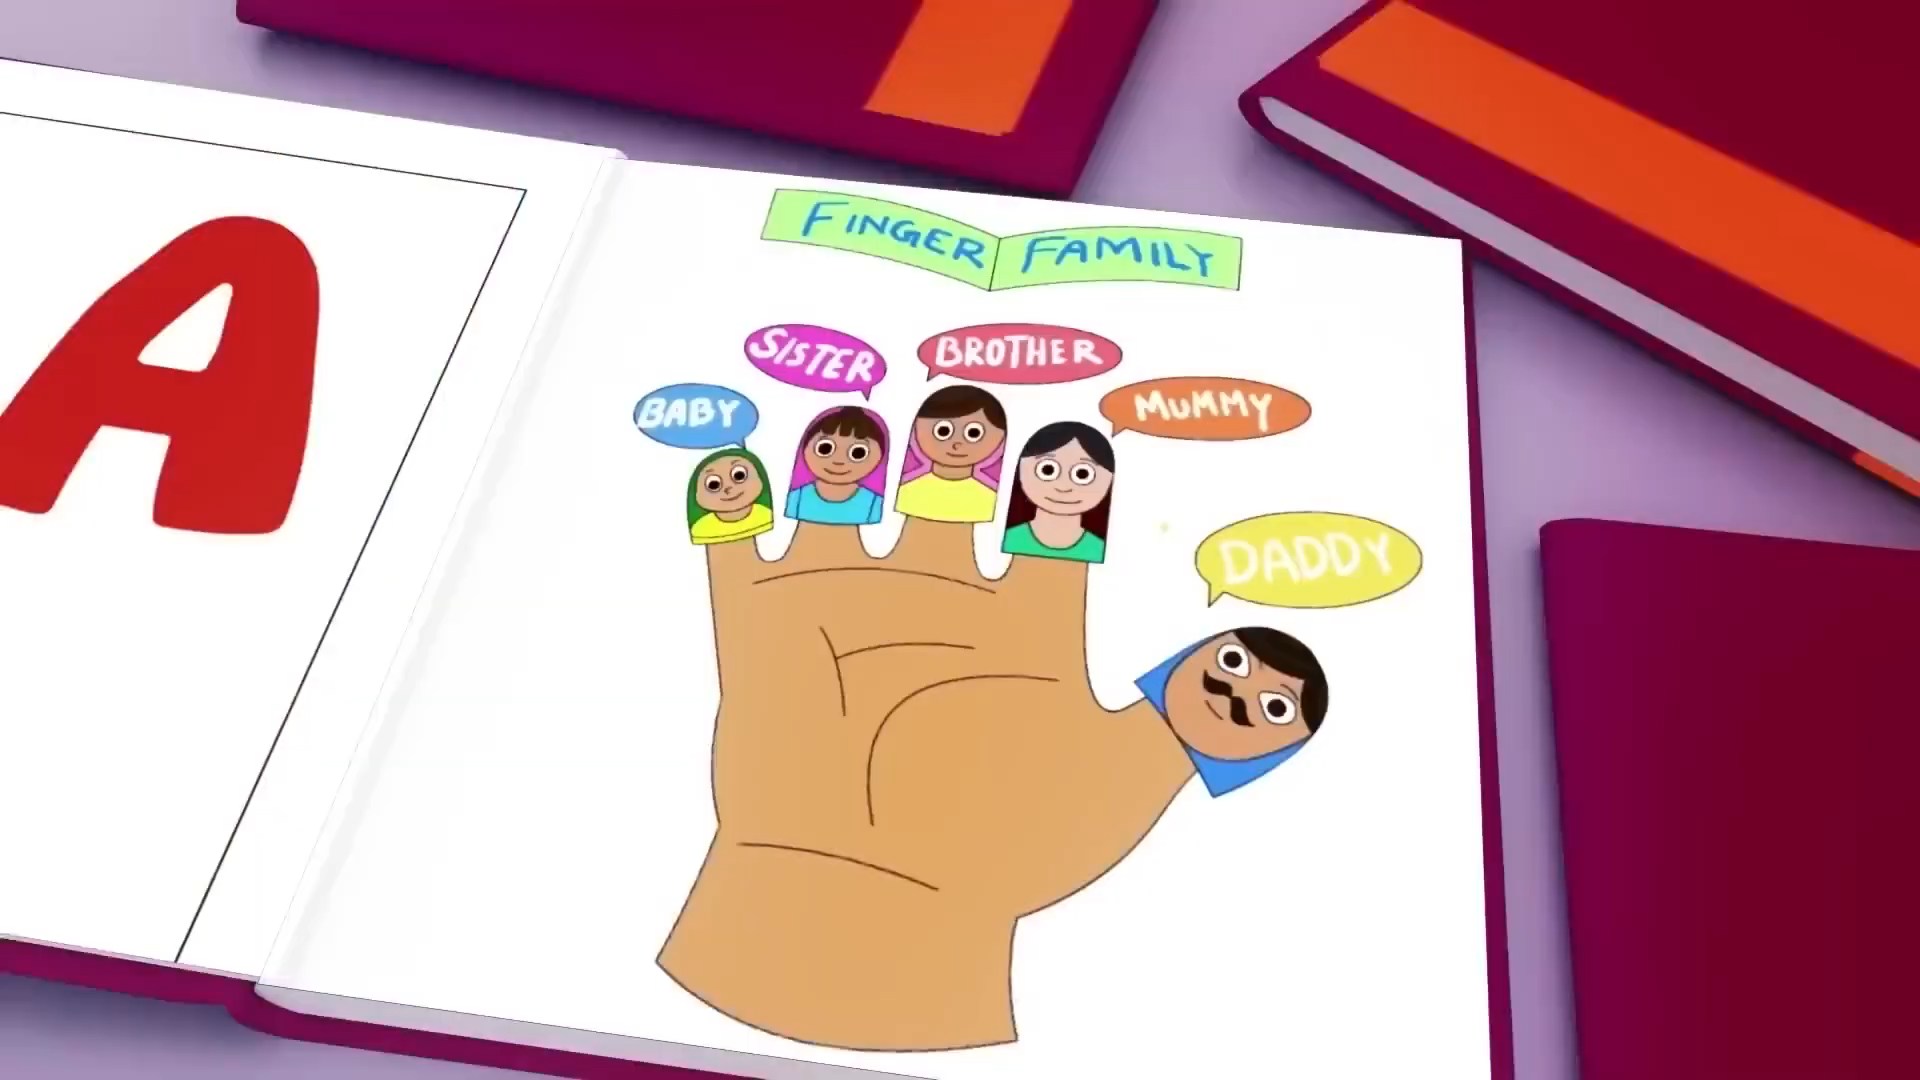 A
FINGER FAMILY
SISTER
BROTHER
BABY
MUMMY
DADDY